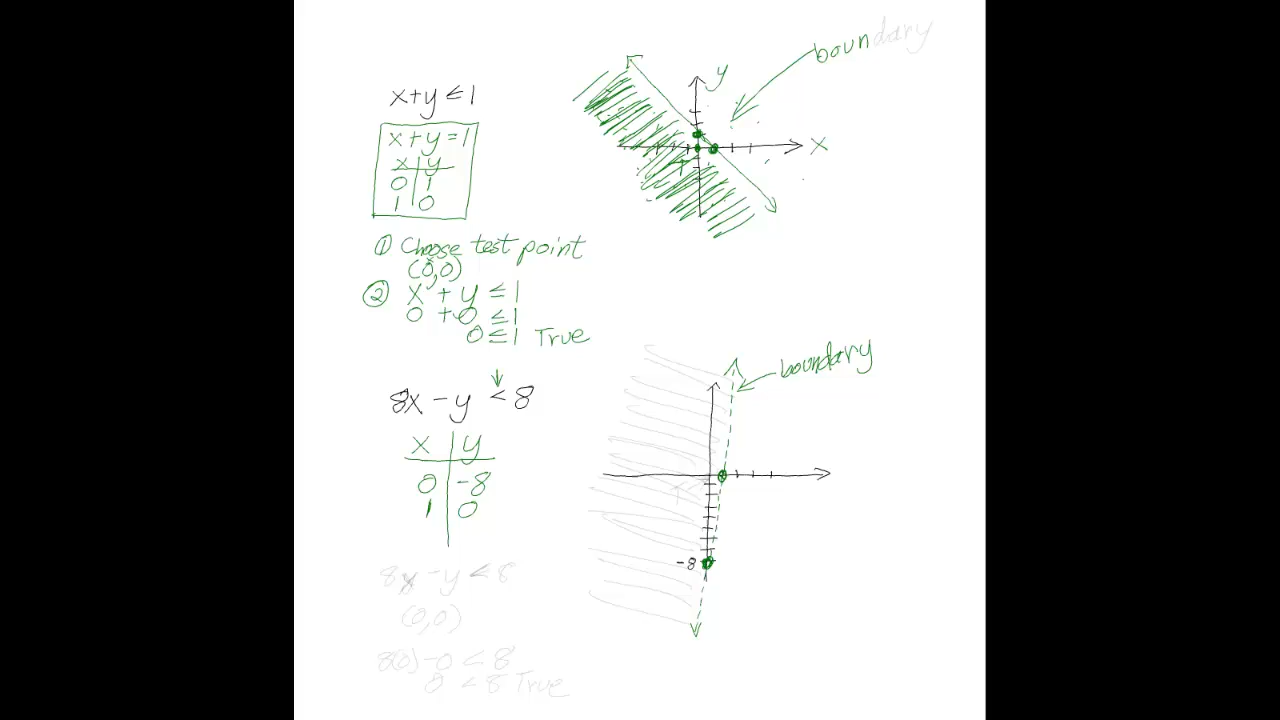 boundary
y
x
x+y ≤ 1
x + y = 1
x y
0 1
1 0
① Choose test point
(0,0)
② x + y ≤ 1
0 + 0 ≤ 1
0 ≤ 1 True
boundary
8x - y < 8
x y
0 -8
1 0
-8
8x - y < 8
(0,0)
8(0) - 0 < 8
0 < 8 True